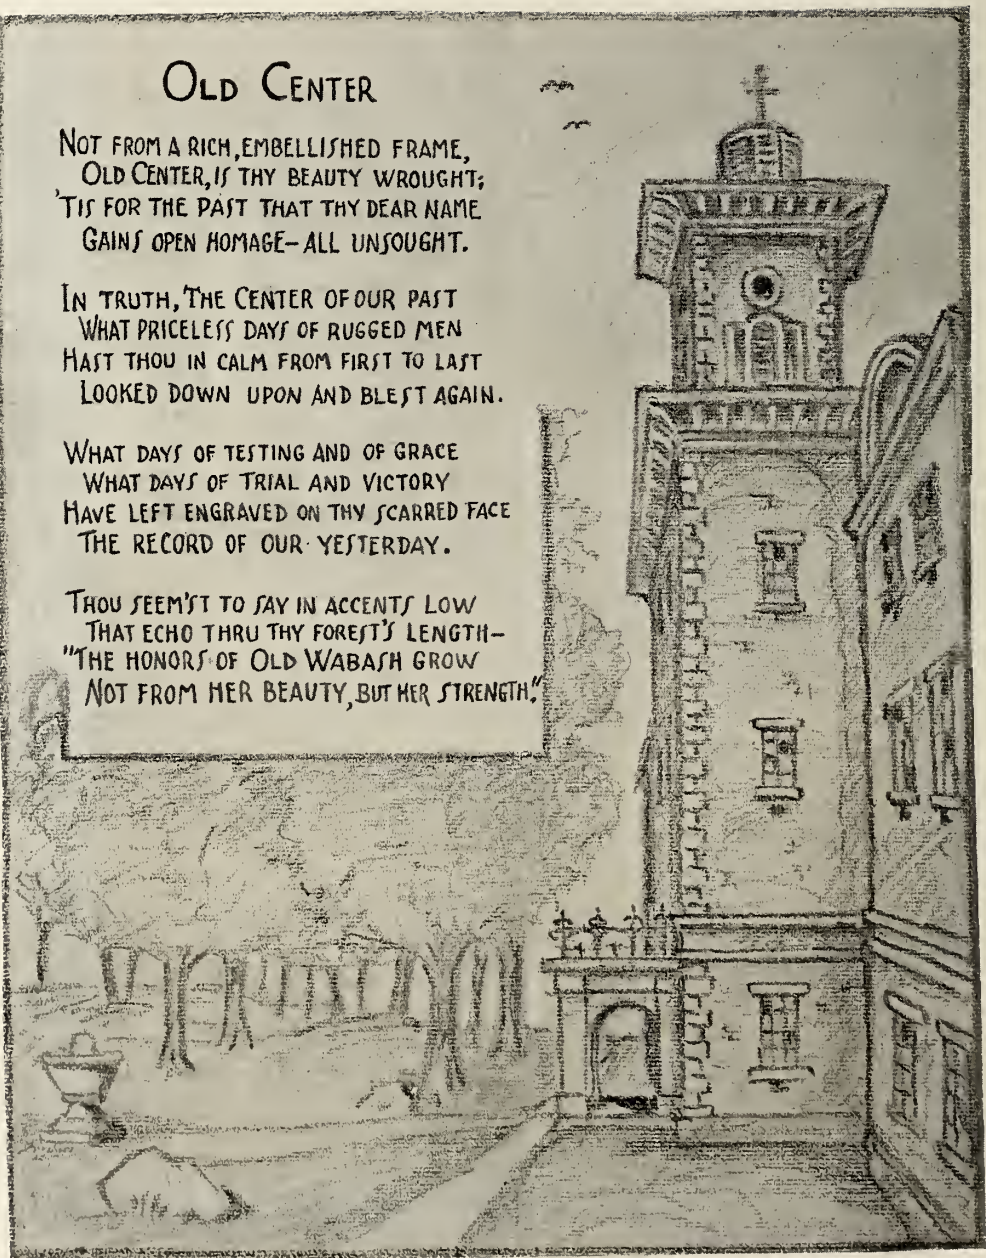 OLD CENTER
NOT FROM A RICH, EMBELLISHED FRAME,
OLD CENTER, IS THY BEAUTY WROUGHT;
'TIS FOR THE PAST THAT THY DEAR NAME
GAINS OPEN HOMAGE- ALL UNSOUGHT.
IN TRUTH, THE CENTER OF OUR PAST
WHAT PRICELESS DAYS OF RUGGED MEN
HAST THOU IN CALM FROM FIRST TO LAST
LOOKED DOWN UPON AND BLEST AGAIN.
WHAT DAYS OF TESTING AND OF GRACE
WHAT DAYS OF TRIAL AND VICTORY
HAVE LEFT ENGRAVED ON THY SCARRED FACE
THE RECORD OF OUR YESTERDAY.
THOU SEEM'ST TO SAY IN ACCENTS LOW
THAT ECHO THRU THY FOREST'S LENGTH-
"THE HONORS OF OLD WABASH GROW
NOT FROM HER BEAUTY, BUT HER STRENGTH."